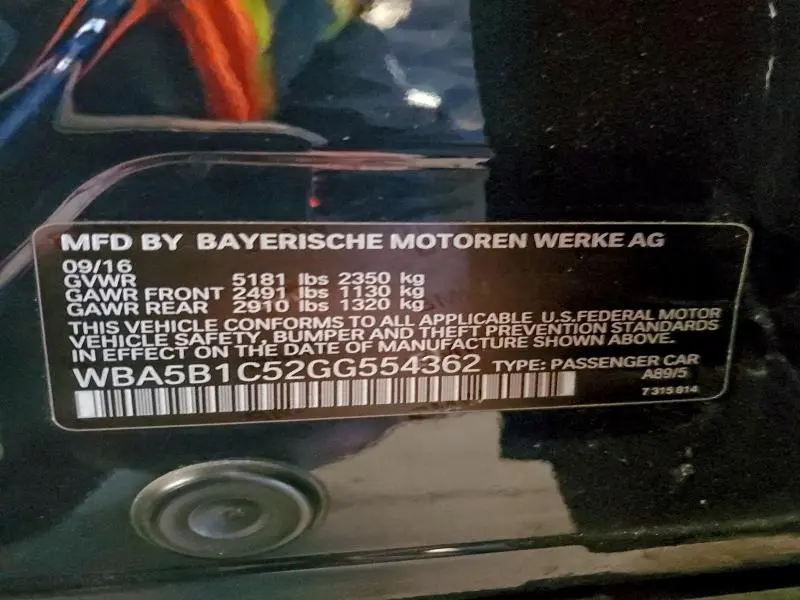 MFD BY BAYERISCHE MOTOREN WERKE AG
09/16
GVWR 5181 lbs 2350 kg
GAWR FRONT 2491 lbs 1130 kg
GAWR REAR 2910 lbs 1320 kg
THIS VEHICLE CONFORMS TO ALL APPLICABLE U.S.FEDERAL MOTOR
VEHICLE SAFETY, BUMPER AND THEFT PREVENTION STANDARDS
IN EFFECT ON THE DATE OF MANUFACTURE SHOWN ABOVE.
WBA5B1C52GG554362 TYPE: PASSENGER CAR
A89/5
7 315 814